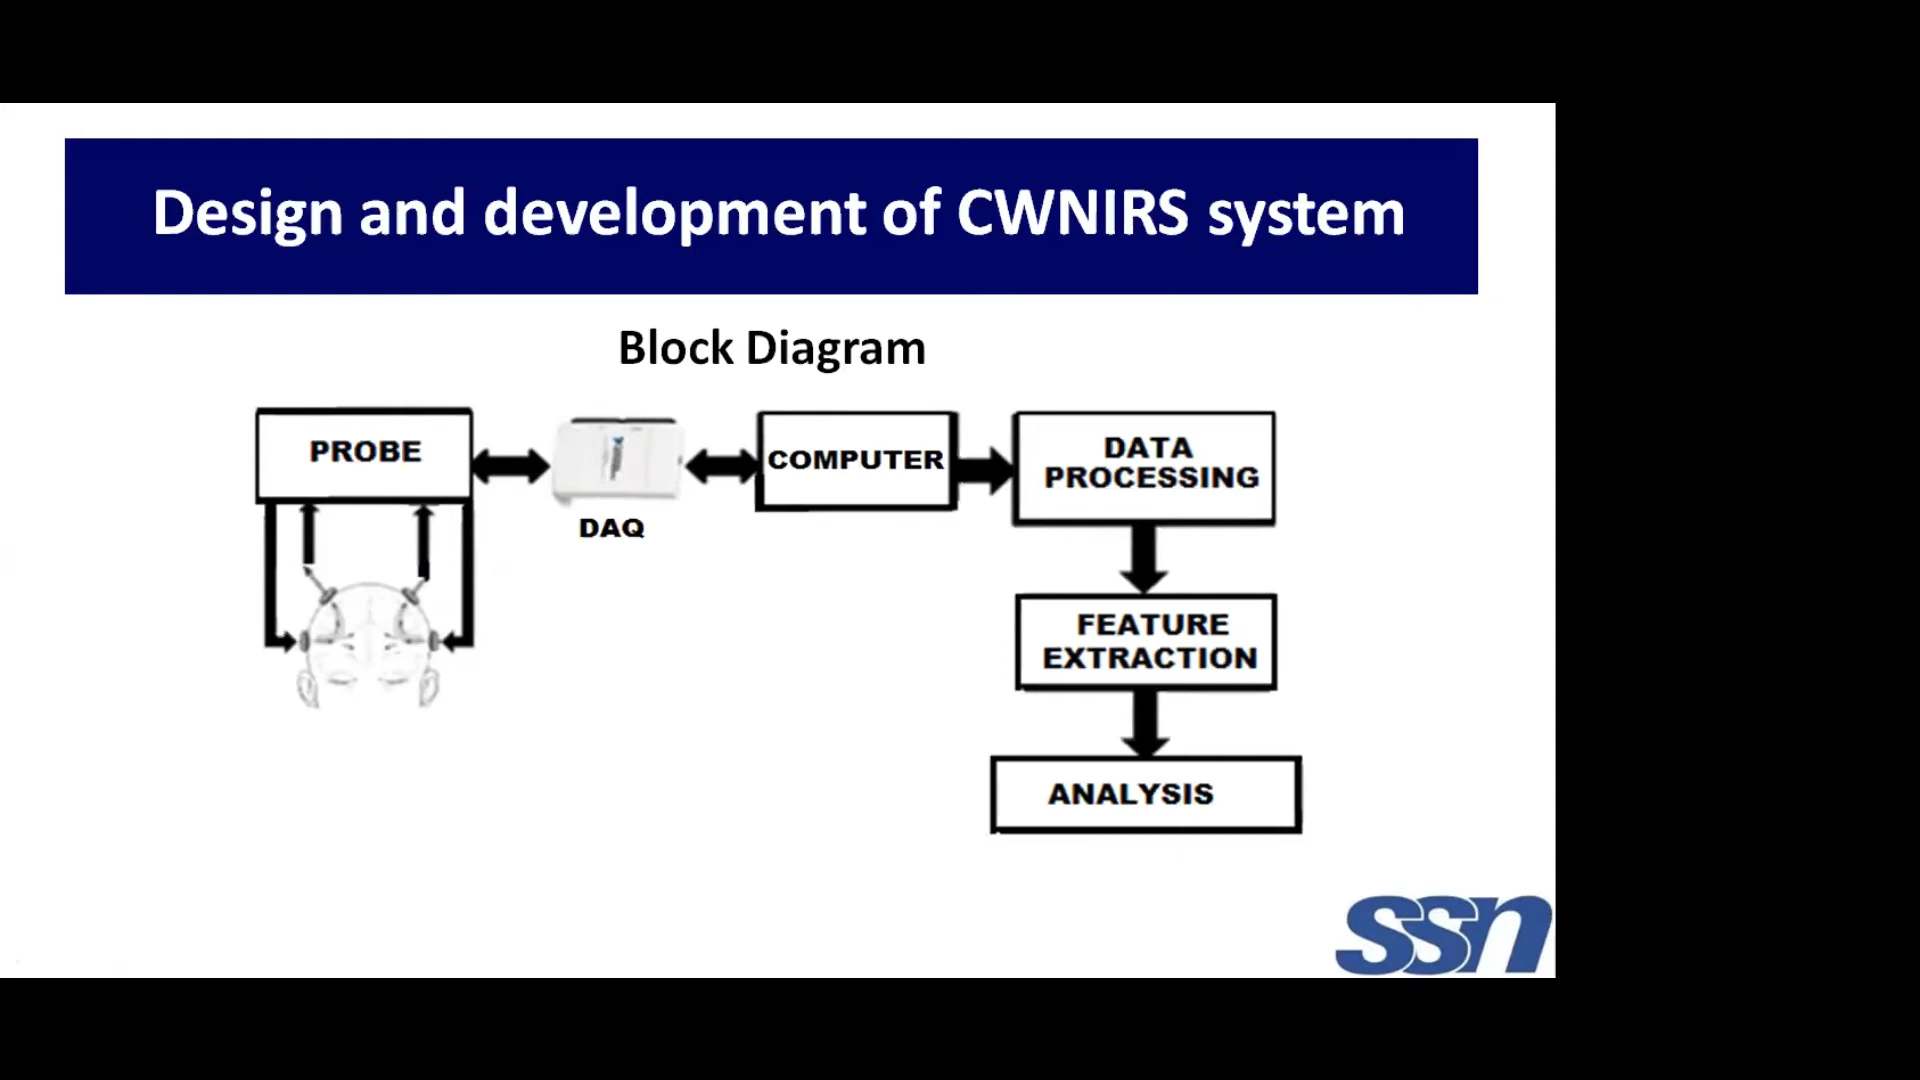 Design and development of CWNIRS system
Block Diagram
PROBE
DAQ
COMPUTER
DATA
PROCESSING
FEATURE
EXTRACTION
ANALYSIS
ssn